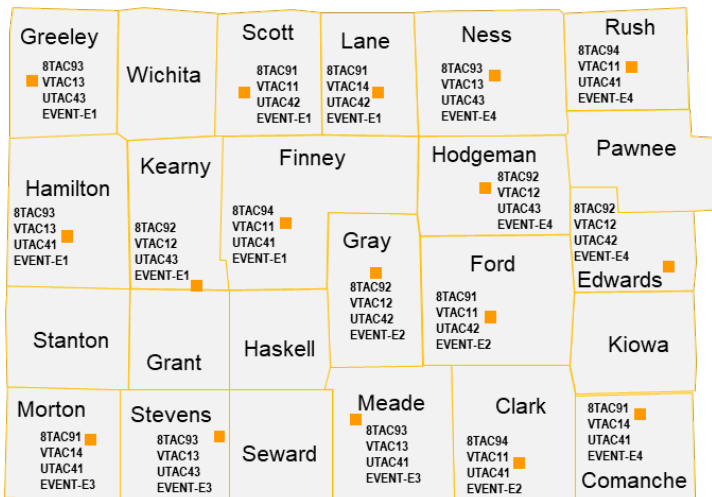 Greeley
8TAC93
VTAC13
UTAC43
EVENT-E1
Wichita
Scott
8TAC91
VTAC11
UTAC42
EVENT-E1
Lane
8TAC91
VTAC14
UTAC42
EVENT-E1
Ness
8TAC93
VTAC13
UTAC43
EVENT-E4
Rush
8TAC94
VTAC11
UTAC41
EVENT-E4
Hamilton
8TAC93
VTAC13
UTAC41
EVENT-E1
Kearny
8TAC92
VTAC12
UTAC43
EVENT-E1
Finney
8TAC94
VTAC11
UTAC41
EVENT-E1
Hodgeman
8TAC92
VTAC12
UTAC43
EVENT-E4
Pawnee
8TAC92
VTAC12
UTAC42
EVENT-E4
Edwards
Gray
8TAC92
VTAC12
UTAC42
EVENT-E2
Ford
8TAC91
VTAC11
UTAC42
EVENT-E2
Stanton
Grant
Haskell
Kiowa
Morton
8TAC91
VTAC14
UTAC41
EVENT-E3
Stevens
8TAC93
VTAC13
UTAC43
EVENT-E3
Seward
Meade
8TAC93
VTAC13
UTAC41
EVENT-E3
Clark
8TAC94
VTAC11
UTAC41
EVENT-E2
8TAC91
VTAC14
UTAC41
EVENT-E4
Comanche